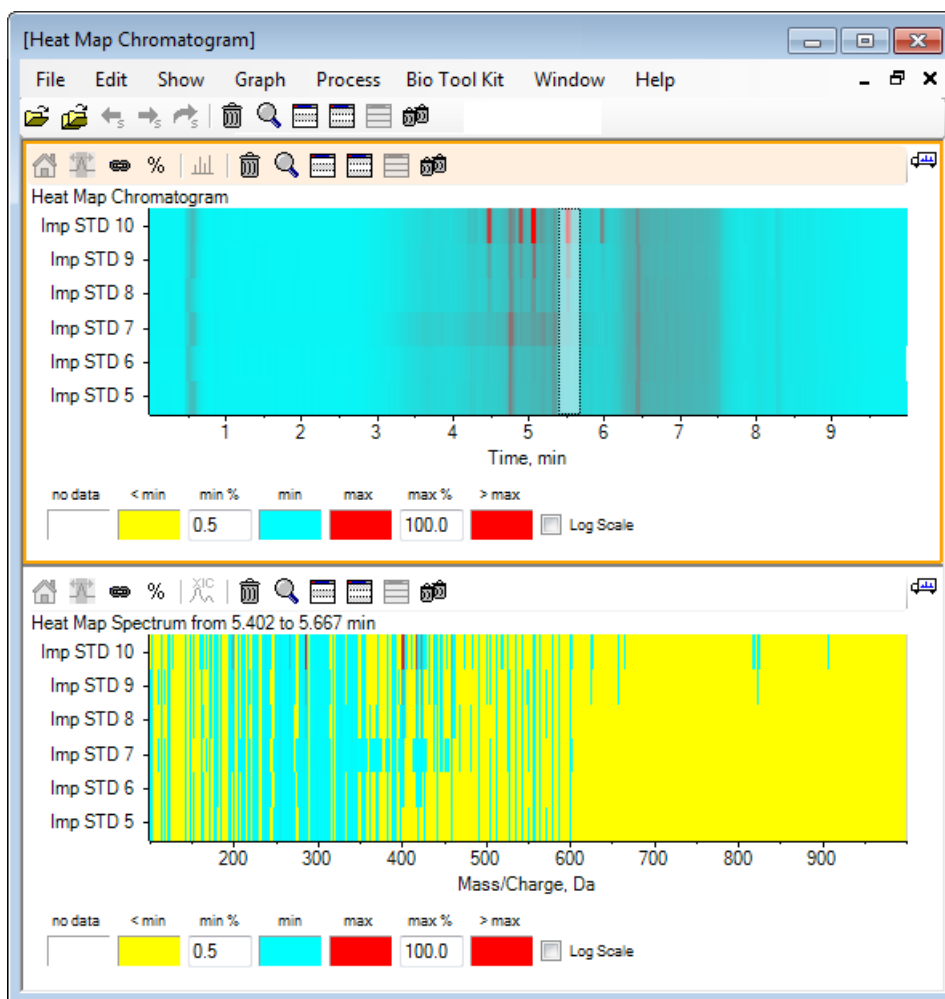 [Heat Map Chromatogram]
File Edit Show Graph Process Bio Tool Kit Window Help
S S S
%
Heat Map Chromatogram
Imp STD 10
Imp STD 9
Imp STD 8
Imp STD 7
Imp STD 6
Imp STD 5
1 2 3 4 5 6 7 8 9
Time, min
no data < min min % min max max % > max
0.5 100.0 Log Scale
% XIC
Heat Map Spectrum from 5.402 to 5.667 min
Imp STD 10
Imp STD 9
Imp STD 8
Imp STD 7
Imp STD 6
Imp STD 5
200 300 400 500 600 700 800 900
Mass/Charge, Da
no data < min min % min max max % > max
0.5 100.0 Log Scale